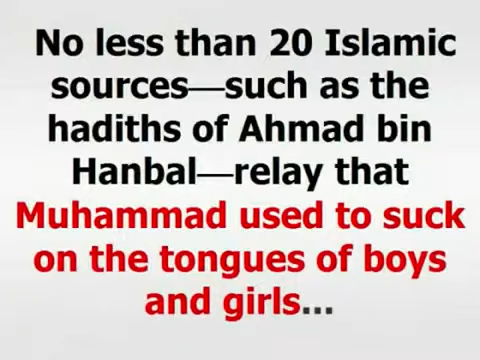 No less than 20 Islamic
sources—such as the
hadiths of Ahmad bin
Hanbal—relay that
Muhammad used to suck
on the tongues of boys
and girls...